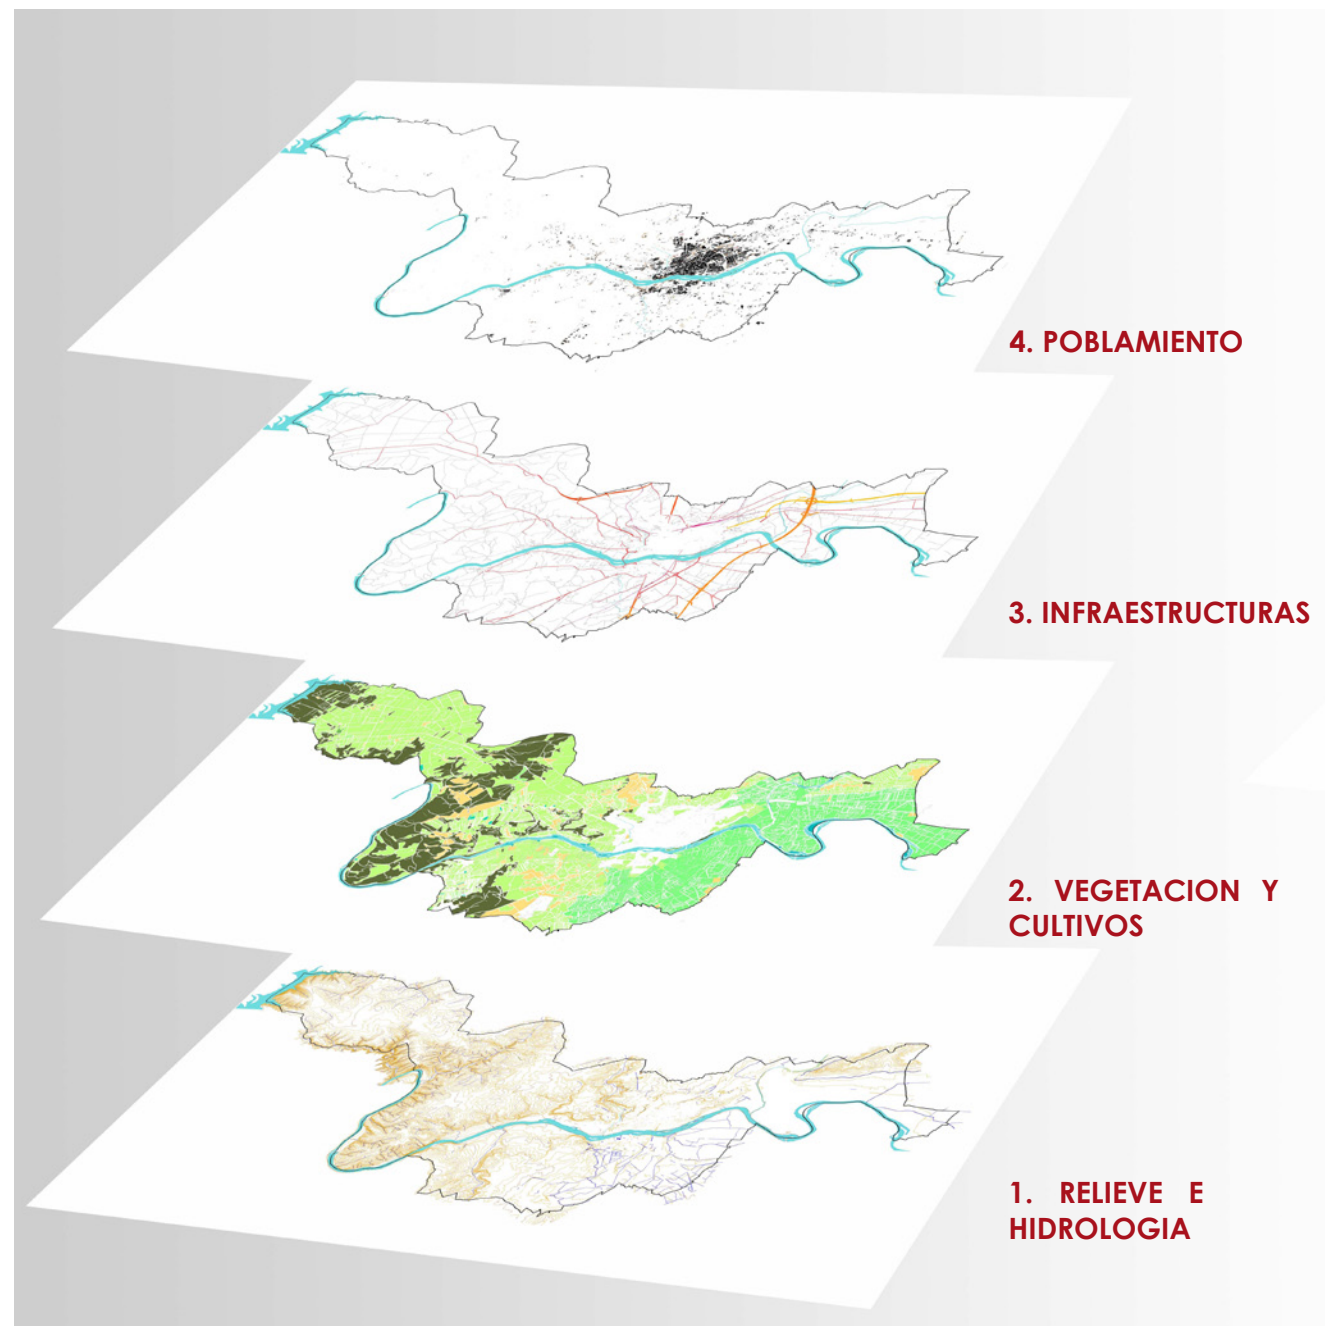 4. POBLAMIENTO
3. INFRAESTRUCTURAS
2. VEGETACION Y
CULTIVOS
1. RELIEVE E
HIDROLOGIA